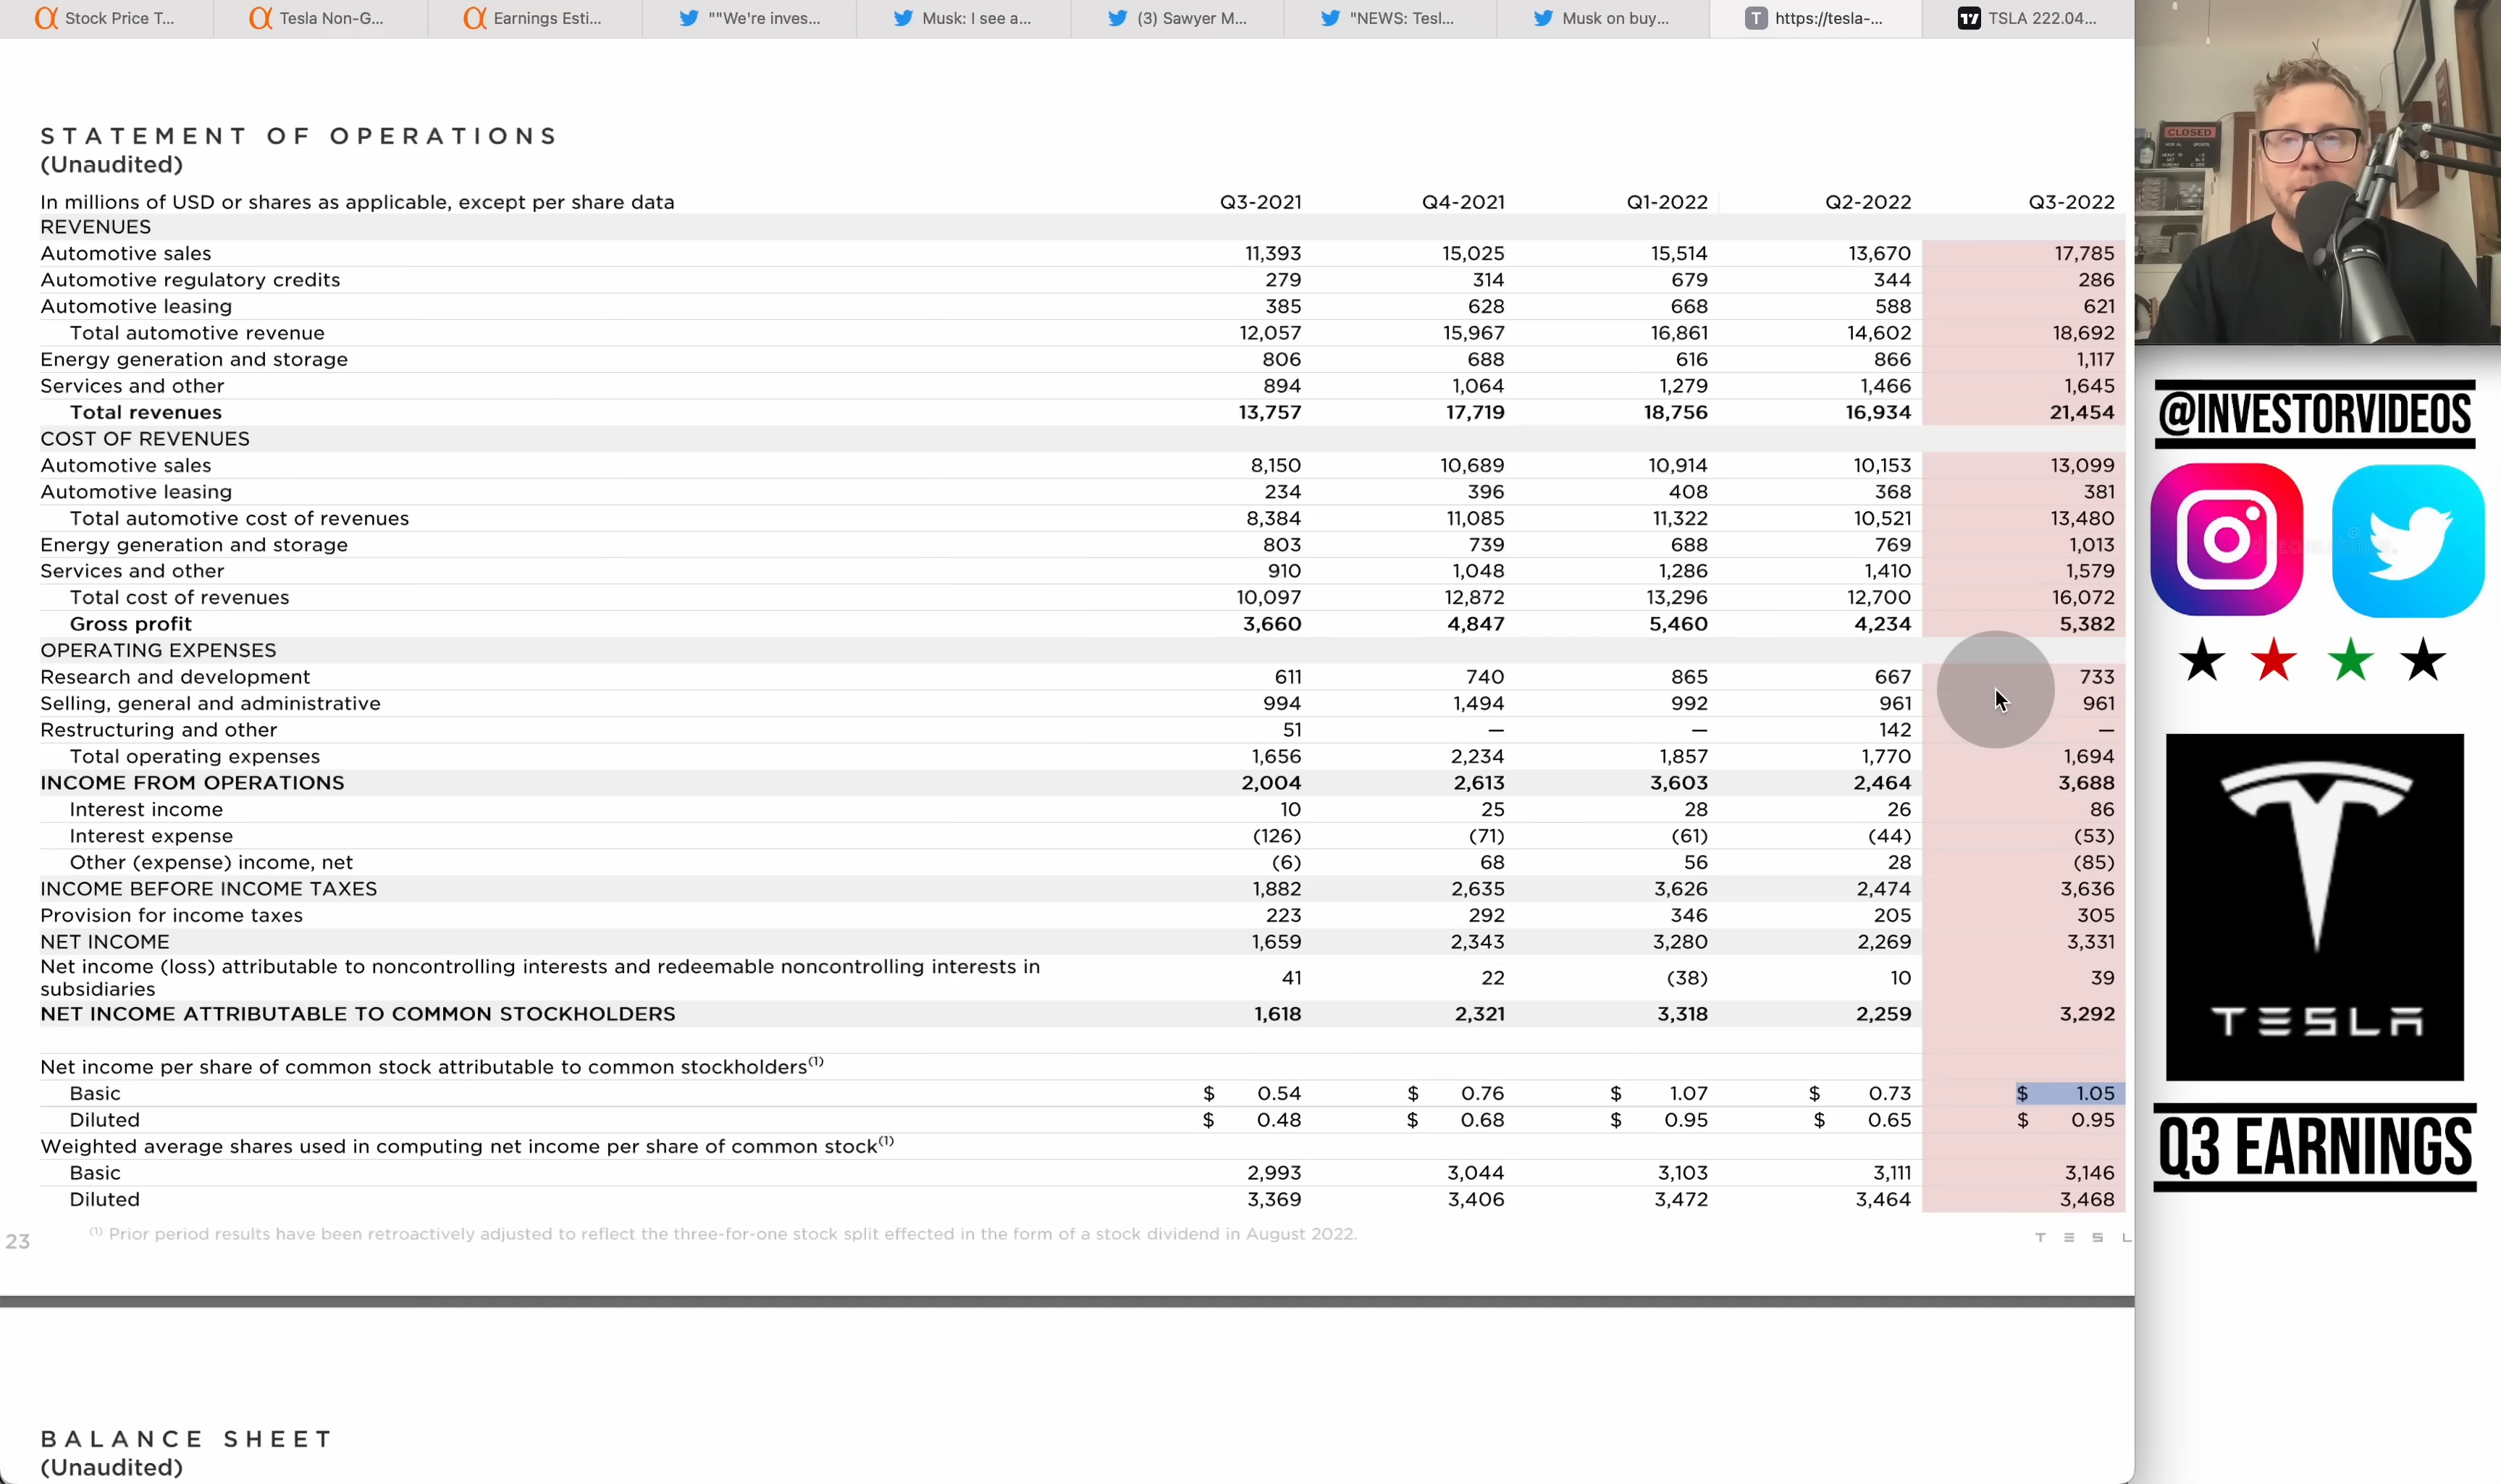 Stock Price T... Tesla Non-G... Earnings Esti... ""We're inves... Musk: I see a... (3) Sawyer M... "NEWS: Tesl... Musk on buy... T https://tesla-... TSLA 222.04...
STATEMENT OF OPERATIONS
(Unaudited)
In millions of USD or shares as applicable, except per share data Q3-2021 Q4-2021 Q1-2022 Q2-2022 Q3-2022
REVENUES
Automotive sales 11,393 15,025 15,514 13,670 17,785
Automotive regulatory credits 279 314 679 344 286
Automotive leasing 385 628 668 588 621
Total automotive revenue 12,057 15,967 16,861 14,602 18,692
Energy generation and storage 806 688 616 866 1,117
Services and other 894 1,064 1,279 1,466 1,645
Total revenues 13,757 17,719 18,756 16,934 21,454
COST OF REVENUES
Automotive sales 8,150 10,689 10,914 10,153 13,099
Automotive leasing 234 396 408 368 381
Total automotive cost of revenues 8,384 11,085 11,322 10,521 13,480
Energy generation and storage 803 739 688 769 1,013
Services and other 910 1,048 1,286 1,410 1,579
Total cost of revenues 10,097 12,872 13,296 12,700 16,072
Gross profit 3,660 4,847 5,460 4,234 5,382
OPERATING EXPENSES
Research and development 611 740 865 667 733
Selling, general and administrative 994 1,494 992 961 961
Restructuring and other 51 — — 142 —
Total operating expenses 1,656 2,234 1,857 1,770 1,694
INCOME FROM OPERATIONS 2,004 2,613 3,603 2,464 3,688
Interest income 10 25 28 26 86
Interest expense (126) (71) (61) (44) (53)
Other (expense) income, net (6) 68 56 28 (85)
INCOME BEFORE INCOME TAXES 1,882 2,635 3,626 2,474 3,636
Provision for income taxes 223 292 346 205 305
NET INCOME 1,659 2,343 3,280 2,269 3,331
Net income (loss) attributable to noncontrolling interests and redeemable noncontrolling interests in
subsidiaries 41 22 (38) 10 39
NET INCOME ATTRIBUTABLE TO COMMON STOCKHOLDERS 1,618 2,321 3,318 2,259 3,292
Net income per share of common stock attributable to common stockholders(1)
Basic $ 0.54 $ 0.76 $ 1.07 $ 0.73 $ 1.05
Diluted $ 0.48 $ 0.68 $ 0.95 $ 0.65 $ 0.95
Weighted average shares used in computing net income per share of common stock(1)
Basic 2,993 3,044 3,103 3,111 3,146
Diluted 3,369 3,406 3,472 3,464 3,468
23 (1) Prior period results have been retroactively adjusted to reflect the three-for-one stock split effected in the form of a stock dividend in August 2022.
T E S L
BALANCE SHEET
(Unaudited)
CLOSED
@INVESTORVIDEOS
TESLA
Q3 EARNINGS